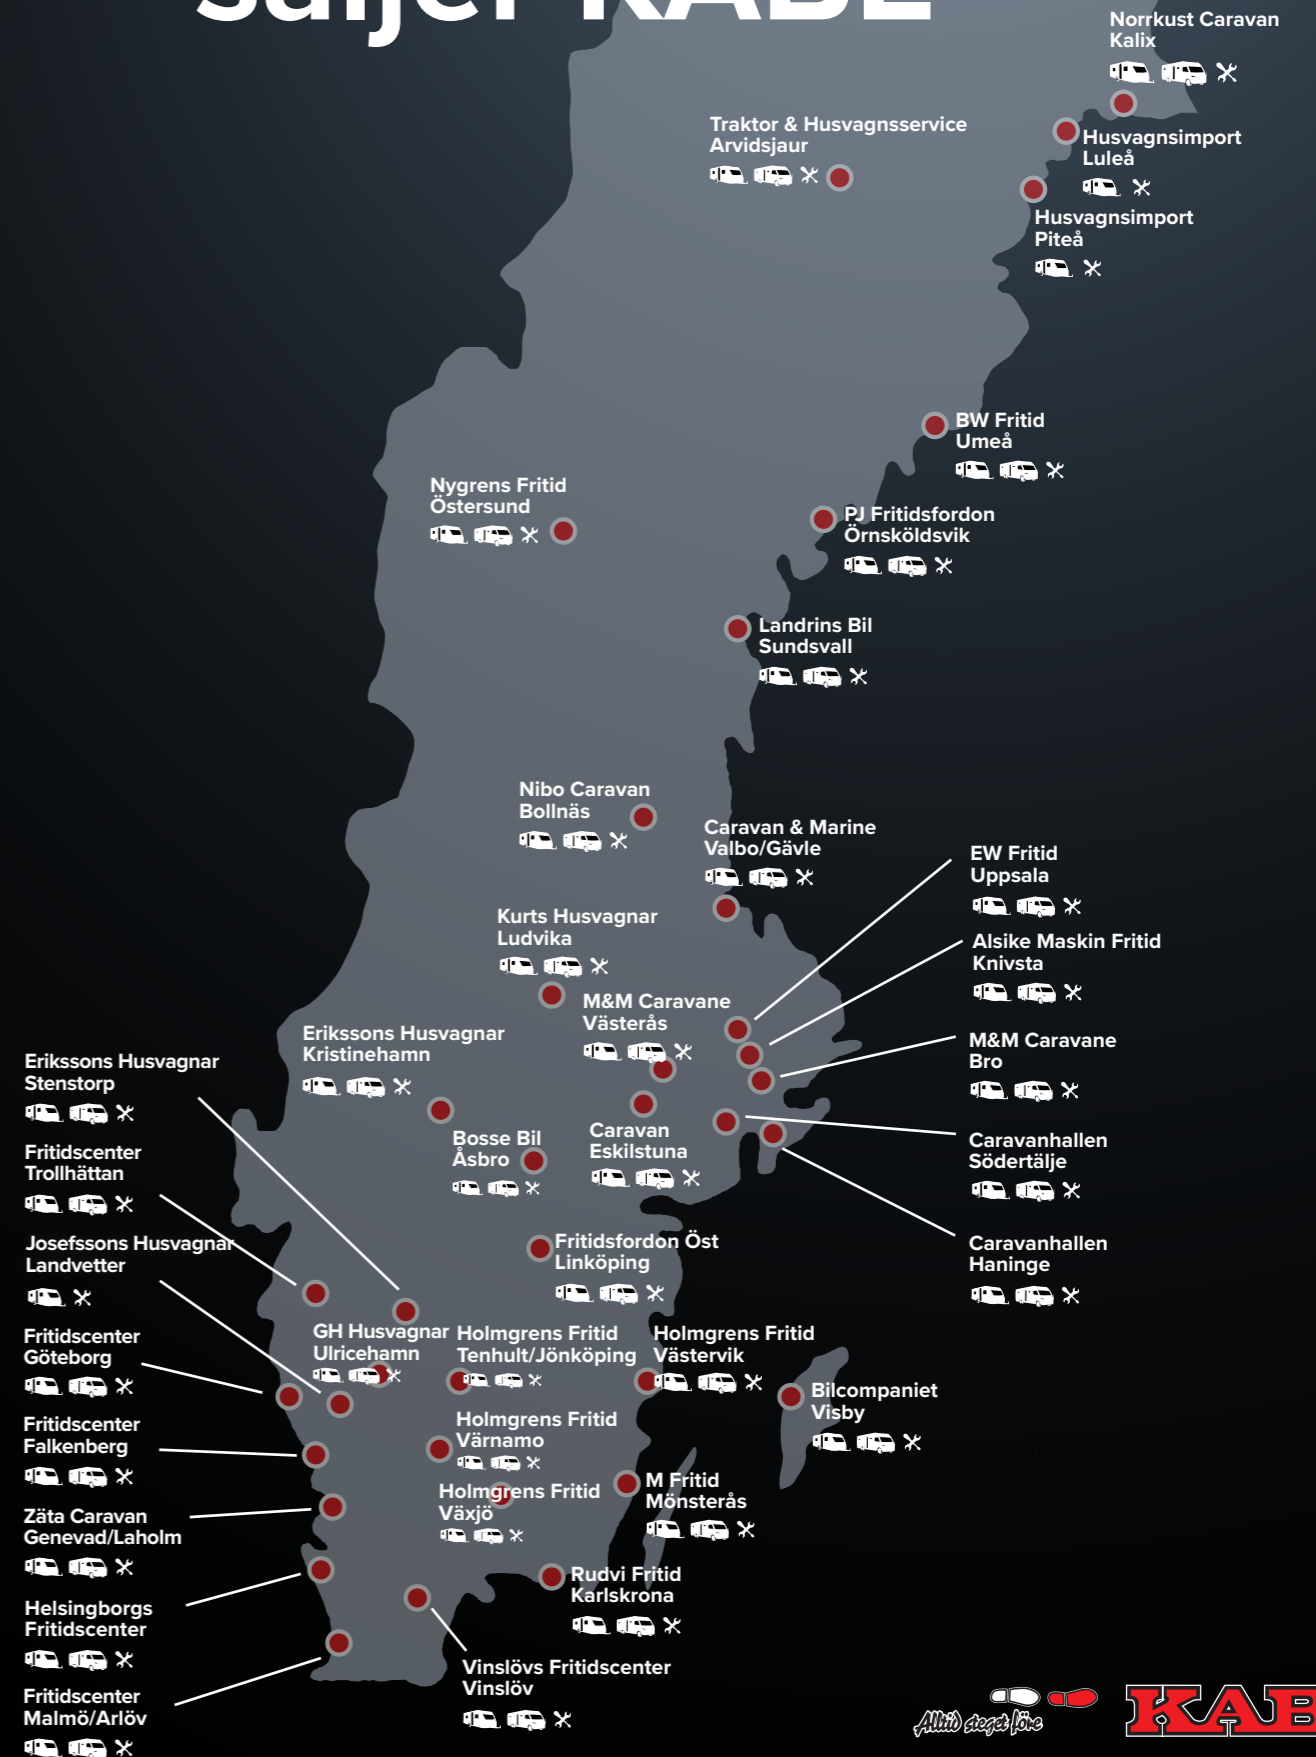 säljer KABE
Norrkust Caravan
Kalix
Traktor & Husvagnsservice
Arvidsjaur
Husvagnsimport
Luleå
Husvagnsimport
Piteå
BW Fritid
Umeå
Nygrens Fritid
Östersund
PJ Fritidsfordon
Örnsköldsvik
Landrins Bil
Sundsvall
Nibo Caravan
Bollnäs
Caravan & Marine
Valbo/Gävle
EW Fritid
Uppsala
Kurts Husvagnar
Ludvika
Alsike Maskin Fritid
Knivsta
M&M Caravane
Västerås
Erikssons Husvagnar
Kristinehamn
M&M Caravane
Bro
Erikssons Husvagnar
Stenstorp
Bosse Bil
Åsbro
Caravan
Eskilstuna
Caravanhallen
Södertälje
Fritidscenter
Trollhättan
Josefssons Husvagnar
Landvetter
Fritidsfordon Öst
Linköping
Caravanhallen
Haninge
GH Husvagnar
Ulricehamn
Holmgrens Fritid
Tenhult/Jönköping
Holmgrens Fritid
Västervik
Fritidscenter
Göteborg
Bilcompaniet
Visby
Fritidscenter
Falkenberg
Holmgrens Fritid
Värnamo
Holmgrens Fritid
Växjö
M Fritid
Mönsterås
Zäta Caravan
Genevad/Laholm
Rudvi Fritid
Karlskrona
Helsingborgs
Fritidscenter
Vinslövs Fritidscenter
Vinslöv
Fritidscenter
Malmö/Arlöv
Alltid steget före
KAB